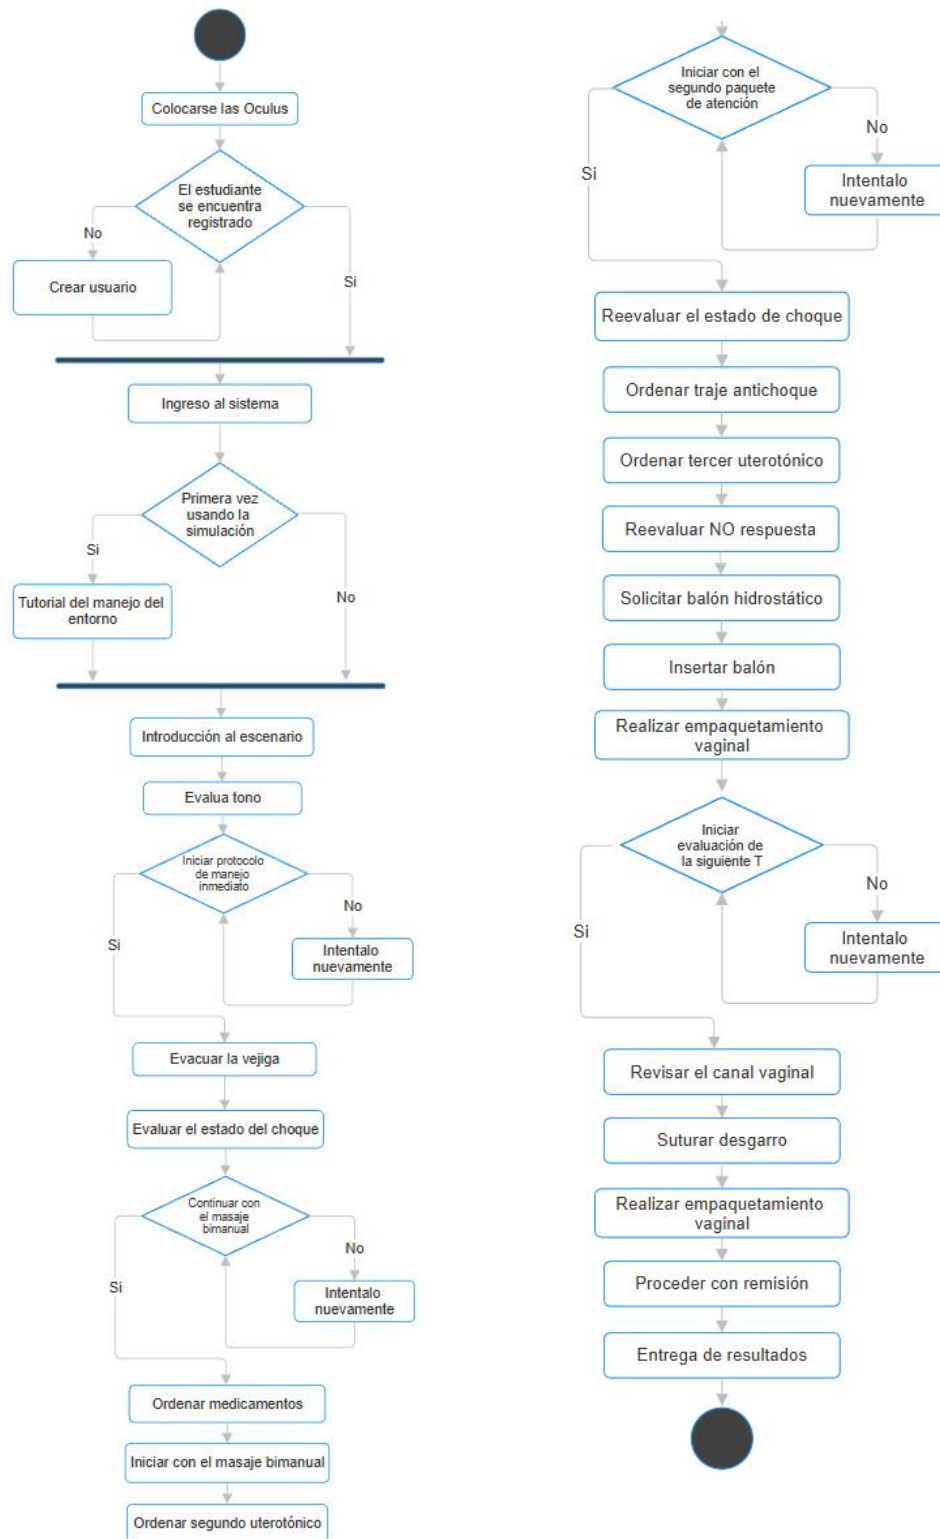 Colocarse las Oculus
El estudiante
se encuentra
registrado
No
Si
Crear usuario
Ingreso al sistema
Primera vez
usando la
simulación
Si
No
Tutorial del manejo del
entorno
Introducción al escenario
Evalua tono
Iniciar protocolo
de manejo
inmediato
No
Si
Intentalo
nuevamente
Evacuar la vejiga
Evaluar el estado del choque
Continuar con
el masaje
bimanual
No
Si
Intentalo
nuevamente
Ordenar medicamentos
Iniciar con el masaje bimanual
Ordenar segundo uterotónico
Iniciar con el
segundo paquete
de atención
No
Si
Intentalo
nuevamente
Reevaluar el estado de choque
Ordenar traje antichoque
Ordenar tercer uterotónico
Reevaluar NO respuesta
Solicitar balón hidrostático
Insertar balón
Realizar empaquetamiento
vaginal
Iniciar
evaluación de
la siguiente T
No
Si
Intentalo
nuevamente
Revisar el canal vaginal
Suturar desgarro
Realizar empaquetamiento
vaginal
Proceder con remisión
Entrega de resultados